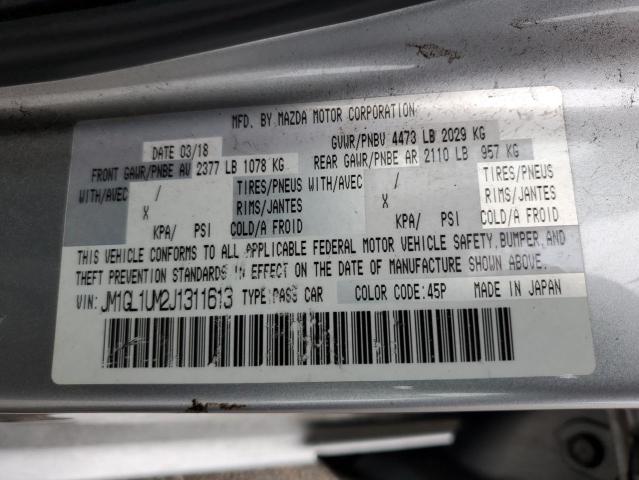 MFD. BY MAZDA MOTOR CORPORATION
DATE 03/18 GVWR/PNBV 4473 LB 2029 KG
FRONT GAWR/PNBE AV 2377 LB 1078 KG REAR GAWR/PNBE AR 2110 LB 957 KG
WITH/AVEC / TIRES/PNEUS WITH/AVEC / TIRES/PNEUS
X RIMS/JANTES X RIMS/JANTES
KPA/ PSI COLD/A FROID KPA/ PSI COLD/A FROID
THIS VEHICLE CONFORMS TO ALL APPLICABLE FEDERAL MOTOR VEHICLE SAFETY, BUMPER, AND
THEFT PREVENTION STANDARDS IN EFFECT ON THE DATE OF MANUFACTURE SHOWN ABOVE.
VIN: JM1GL1UM2J1311613 TYPE: PASS CAR COLOR CODE: 45P MADE IN JAPAN